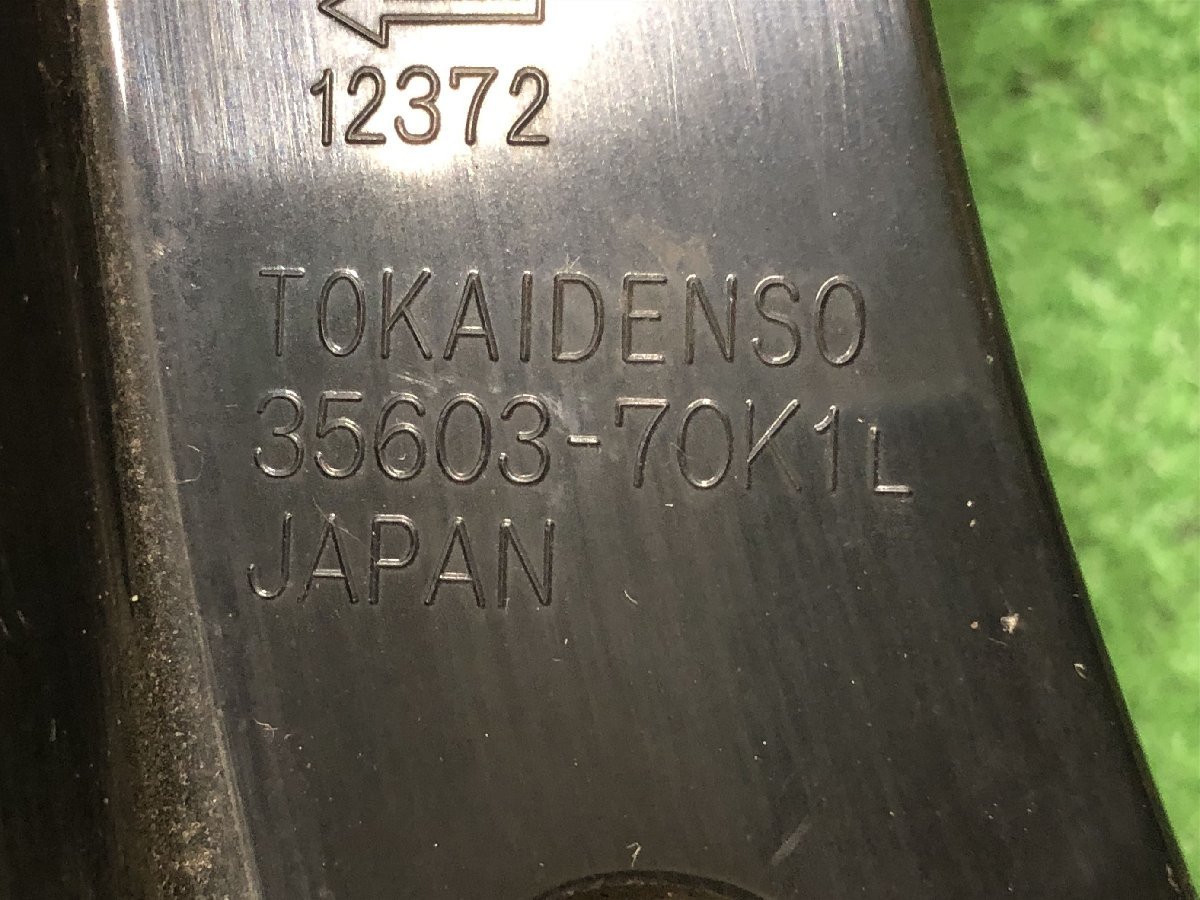 12372
TOKAIDENSO
35603-70K1L
JAPAN